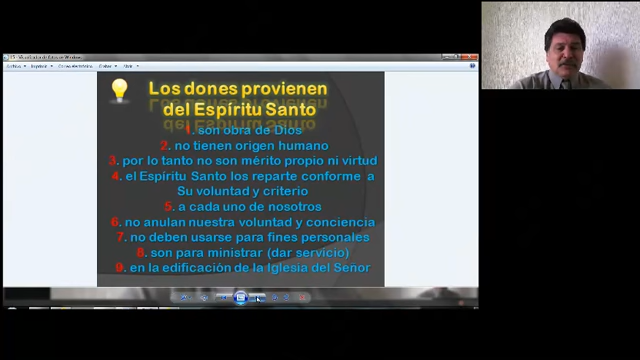 Los dones provienen
del Espíritu Santo
1. son obra de Dios
2. no tienen origen humano
3. por lo tanto no son mérito propio ni virtud
4. el Espíritu Santo los reparte conforme a
Su voluntad y criterio
5. a cada uno de nosotros
6. no anulan nuestra voluntad y conciencia
7. no deben usarse para fines personales
8. son para ministrar (dar servicio)
9. en la edificación de la Iglesia del Señor